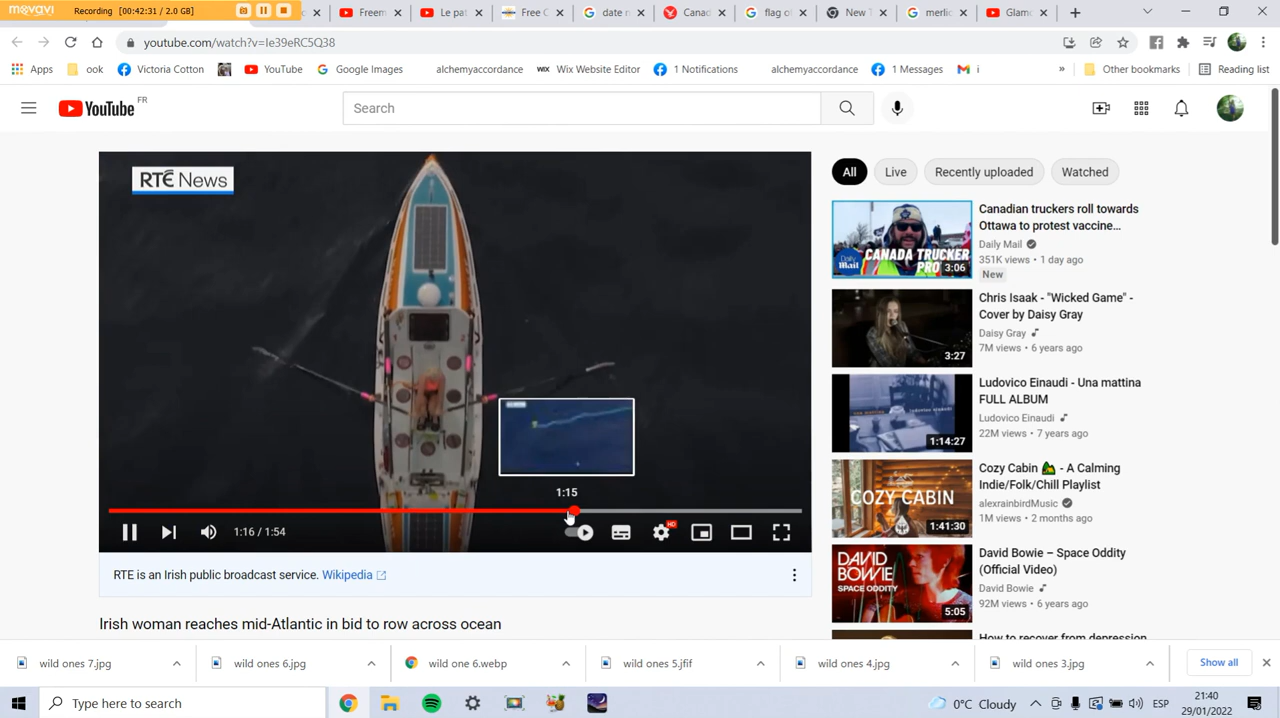 movavi Recording [ 00:42:31 / 2.0 GB ]
Freem
Le pa
Free C
date r
Canac
flag o
New T
merlic
Glamc
youtube.com/watch?v=Ie39eRC5Q38
Apps
ook
Victoria Cotton
YouTube
Google Images
alchemyaccordance
WIX Wix Website Editor
1 Notifications
alchemyaccordance
1 Messages
i
»
Other bookmarks
Reading list
YouTube FR
Search
RTÉ News
1:15
1:16 / 1:54
HD
RTE is an Irish public broadcast service. Wikipedia
Irish woman reaches mid-Atlantic in bid to row across ocean
All
Live
Recently uploaded
Watched
Daily Mail
CANADA TRUCKER
PRO
3:06
Canadian truckers roll towards
Ottawa to protest vaccine...
Daily Mail
351K views • 1 day ago
New
3:27
Chris Isaak - "Wicked Game" -
Cover by Daisy Gray
Daisy Gray
7M views • 6 years ago
ludovico einaudi
1:14:27
Ludovico Einaudi - Una mattina
FULL ALBUM
Ludovico Einaudi
22M views • 7 years ago
COZY CABIN
1:41:30
Cozy Cabin - A Calming
Indie/Folk/Chill Playlist
alexrainbirdMusic
1M views • 2 months ago
DAVID
BOWIE
SPACE ODDITY
5:05
David Bowie – Space Oddity
(Official Video)
David Bowie
92M views • 6 years ago
How to recover from depression
wild ones 7.jpg
wild ones 6.jpg
wild one 6.webp
wild ones 5.jfif
wild ones 4.jpg
wild ones 3.jpg
Show all
Type here to search
0°C Cloudy
ESP
21:40
29/01/2022